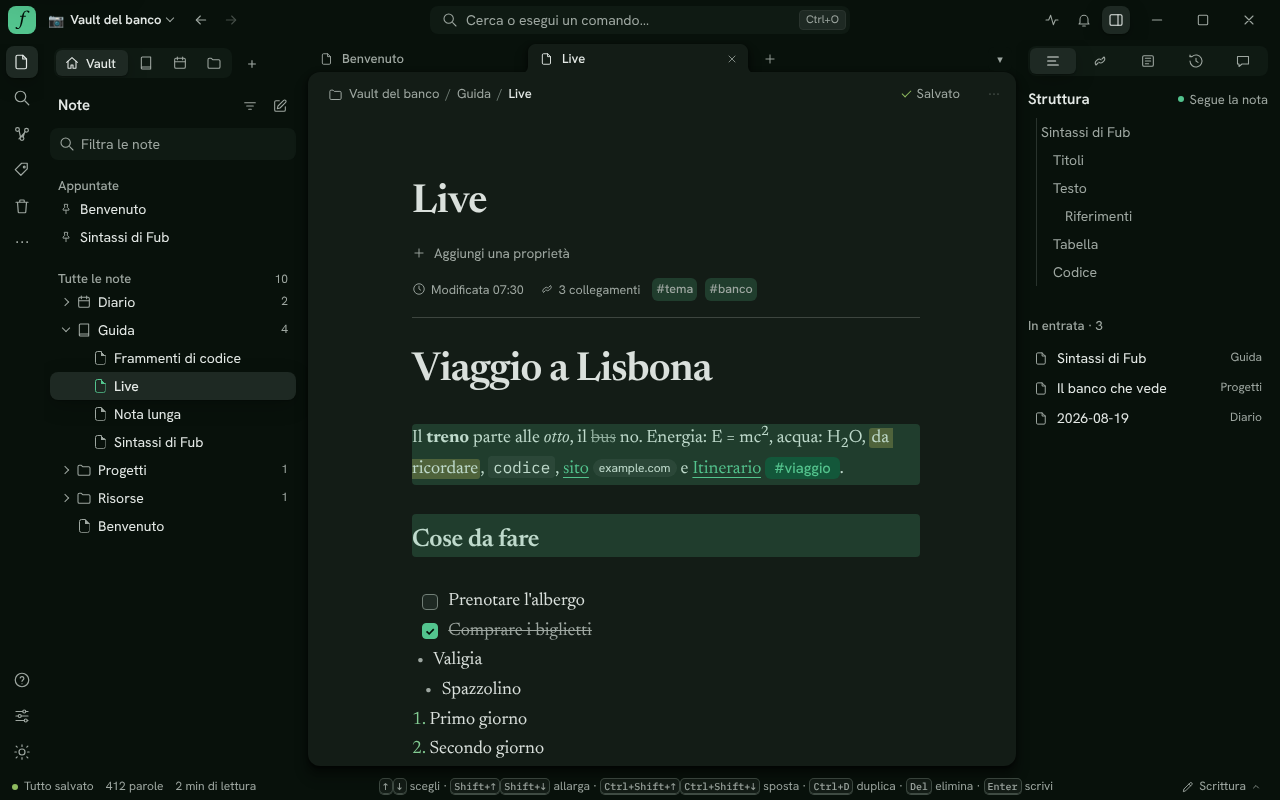 f Vault del banco
Cerca o esegui un comando... Ctrl+O
Vault
Note
Filtra le note
Appuntate
Benvenuto
Sintassi di Fub
Tutte le note 10
Diario 2
Guida 4
Frammenti di codice
Live
Nota lunga
Sintassi di Fub
Progetti 1
Risorse 1
Benvenuto
Benvenuto
Live
Vault del banco / Guida / Live
Salvato
Live
Aggiungi una proprietà
Modificata 07:30 3 collegamenti #tema #banco
Viaggio a Lisbona
Il treno parte alle otto, il bus no. Energia: E = mc², acqua: H₂O, da
ricordare, codice, sito example.com e Itinerario #viaggio.
Cose da fare
Prenotare l'albergo
Comprare i biglietti
• Valigia
• Spazzolino
1. Primo giorno
2. Secondo giorno
Struttura
Segue la nota
Sintassi di Fub
Titoli
Testo
Riferimenti
Tabella
Codice
In entrata · 3
Sintassi di Fub Guida
Il banco che vede Progetti
2026-08-19 Diario
Tutto salvato 412 parole 2 min di lettura
↑ ↓ scegli · Shift+↑ Shift+↓ allarga · Ctrl+Shift+↑ Ctrl+Shift+↓ sposta · Ctrl+D duplica · Del elimina · Enter scrivi
Scrittura